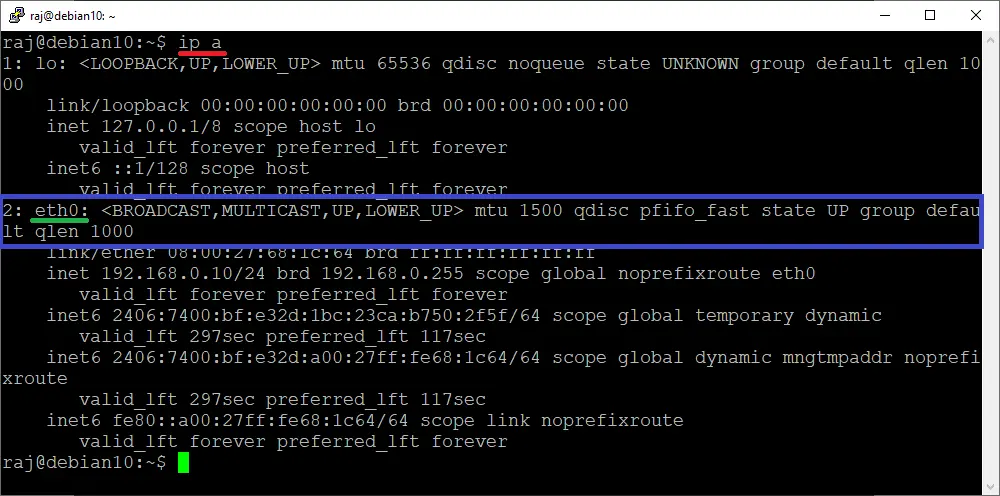 raj@debian10: ~
raj@debian10:~$ ip a
1: lo: <LOOPBACK,UP,LOWER_UP> mtu 65536 qdisc noqueue state UNKNOWN group default qlen 10
00
link/loopback 00:00:00:00:00:00 brd 00:00:00:00:00:00
inet 127.0.0.1/8 scope host lo
valid_lft forever preferred_lft forever
inet6 ::1/128 scope host
valid_lft forever preferred_lft forever
2: eth0: <BROADCAST,MULTICAST,UP,LOWER_UP> mtu 1500 qdisc pfifo_fast state UP group defau
lt qlen 1000
link/ether 08:00:27:68:1c:64 brd ff:ff:ff:ff:ff:ff
inet 192.168.0.10/24 brd 192.168.0.255 scope global noprefixroute eth0
valid_lft forever preferred_lft forever
inet6 2406:7400:bf:e32d:1bc:23ca:b750:2f5f/64 scope global temporary dynamic
valid_lft 297sec preferred_lft 117sec
inet6 2406:7400:bf:e32d:a00:27ff:fe68:1c64/64 scope global dynamic mngtmpaddr noprefi
xroute
valid_lft 297sec preferred_lft 117sec
inet6 fe80::a00:27ff:fe68:1c64/64 scope link noprefixroute
valid_lft forever preferred_lft forever
raj@debian10:~$